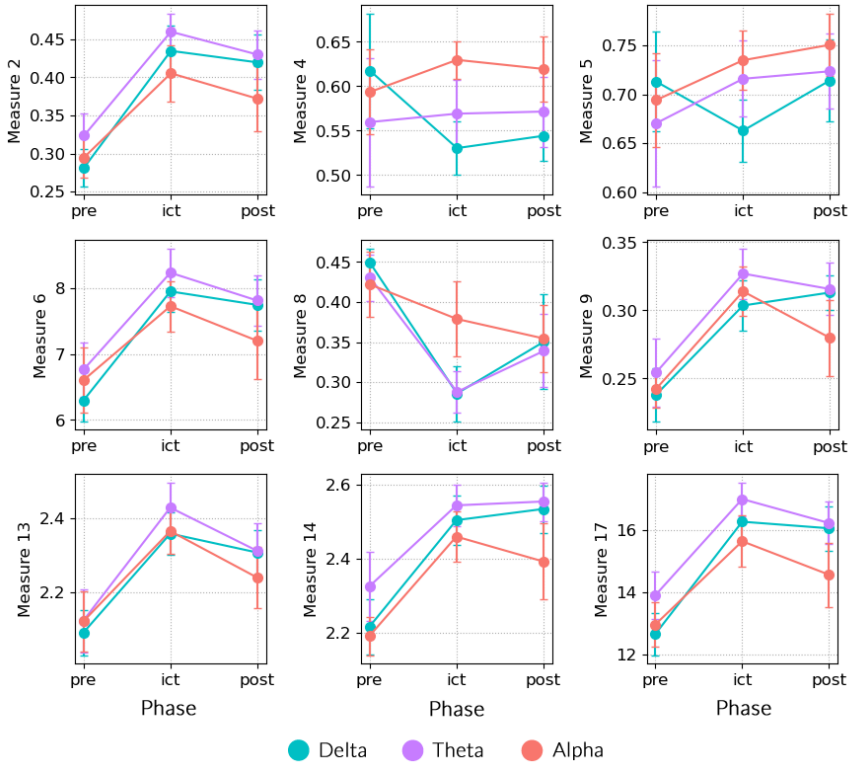 Measure 2
0.45
0.40
0.35
0.30
0.25
pre ict post
Measure 4
0.65
0.60
0.55
0.50
pre ict post
Measure 5
0.75
0.70
0.65
0.60
pre ict post
Measure 6
8
7
6
pre ict post
Measure 8
0.45
0.40
0.35
0.30
0.25
pre ict post
Measure 9
0.35
0.30
0.25
pre ict post
Measure 13
2.4
2.2
pre ict post
Phase
Measure 14
2.6
2.4
2.2
pre ict post
Phase
Measure 17
16
14
12
pre ict post
Phase
Delta Theta Alpha